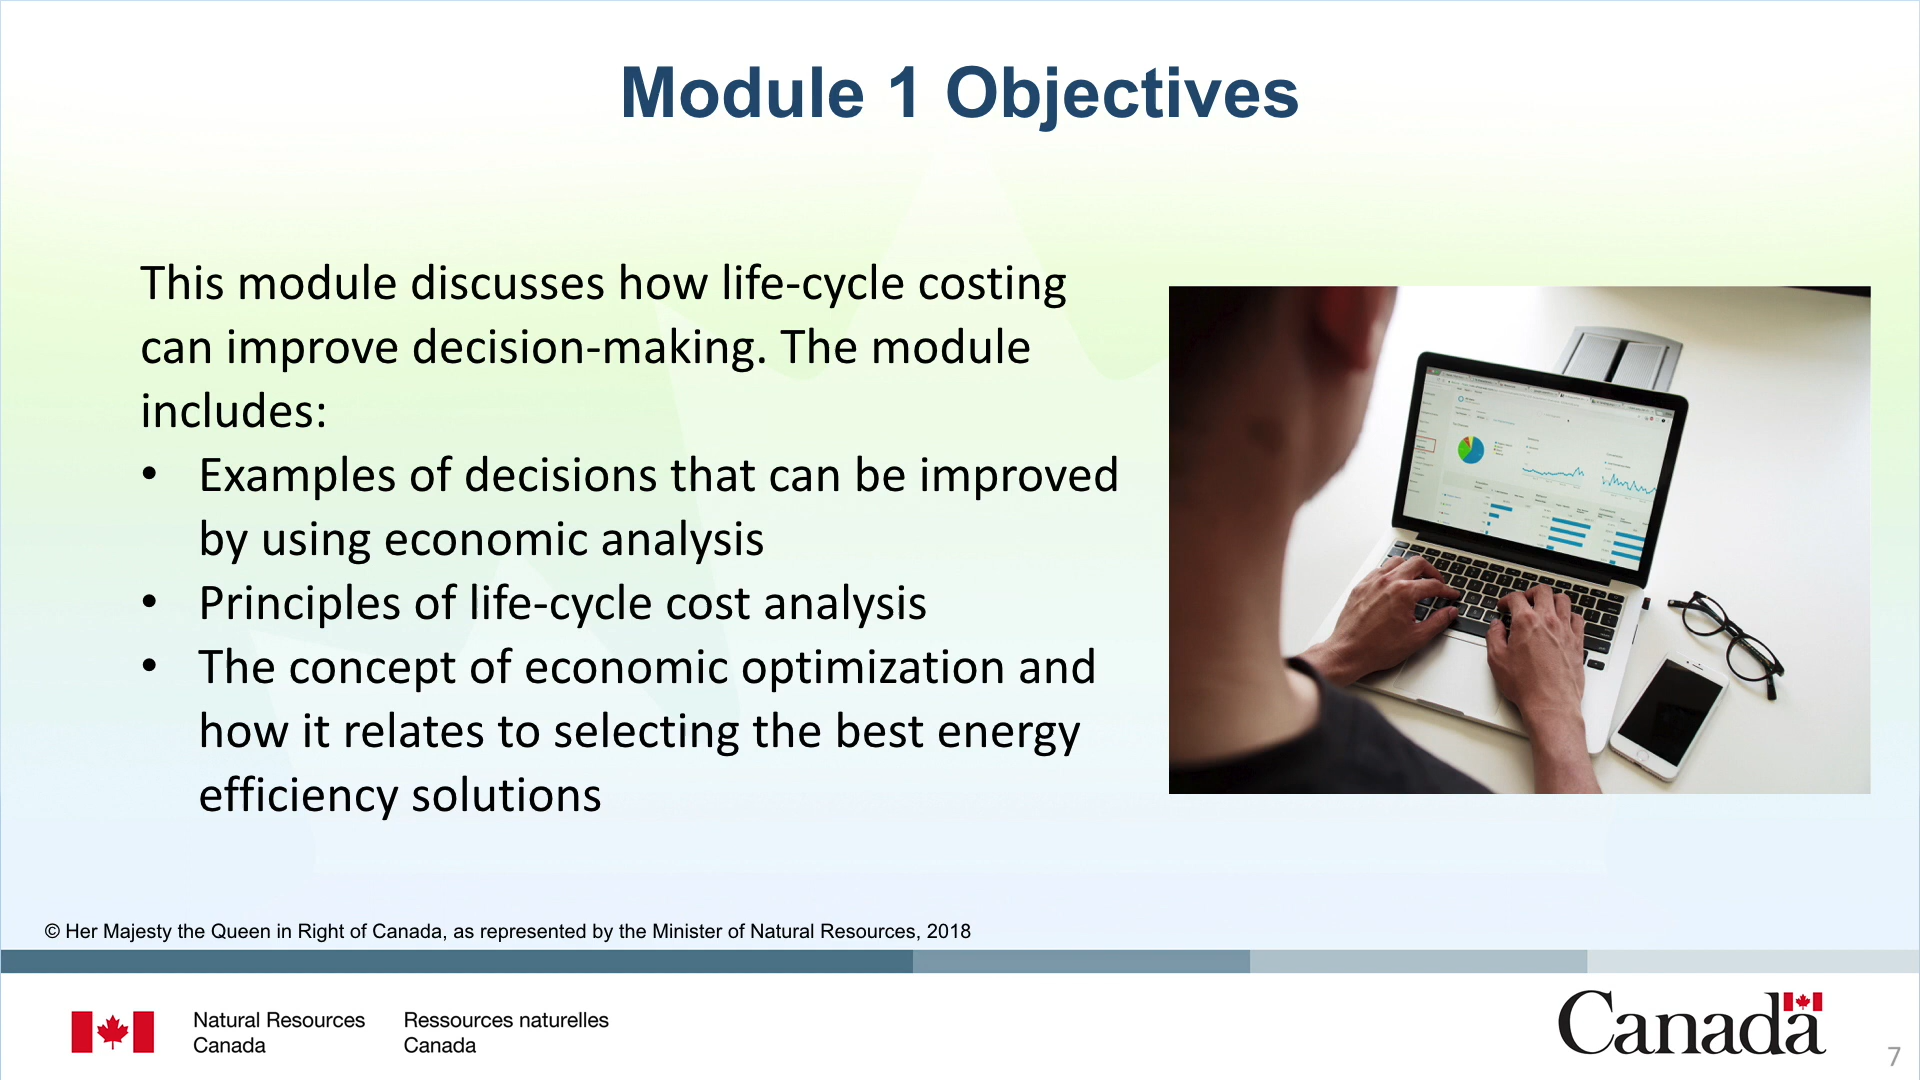 Module 1 Objectives
This module discusses how life-cycle costing
can improve decision-making. The module
includes:
• Examples of decisions that can be improved
by using economic analysis
• Principles of life-cycle cost analysis
• The concept of economic optimization and
how it relates to selecting the best energy
efficiency solutions
© Her Majesty the Queen in Right of Canada, as represented by the Minister of Natural Resources, 2018
Natural Resources
Canada
Ressources naturelles
Canada
Canada
7